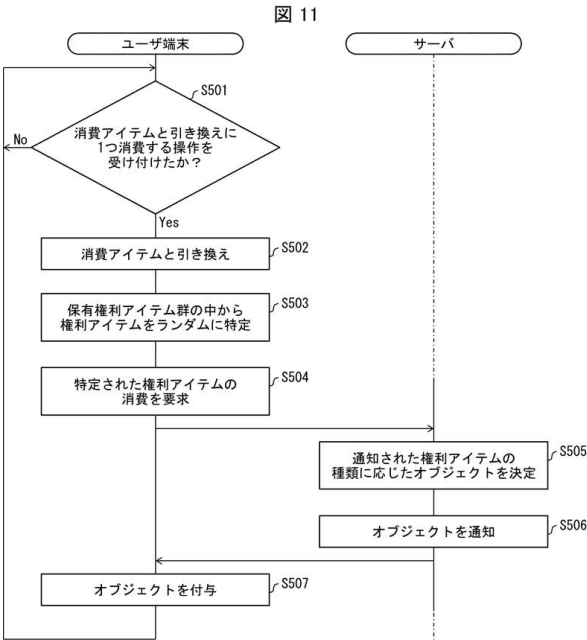 図 11
ユーザ端末
サーバ
S501
消費アイテムと引き換えに
1つ消費する操作を
受け付けたか？
No
Yes
消費アイテムと引き換え
S502
保有権利アイテム群の中から
権利アイテムをランダムに特定
S503
特定された権利アイテムの
消費を要求
S504
通知された権利アイテムの
種類に応じたオブジェクトを決定
S505
オブジェクトを通知
S506
オブジェクトを付与
S507